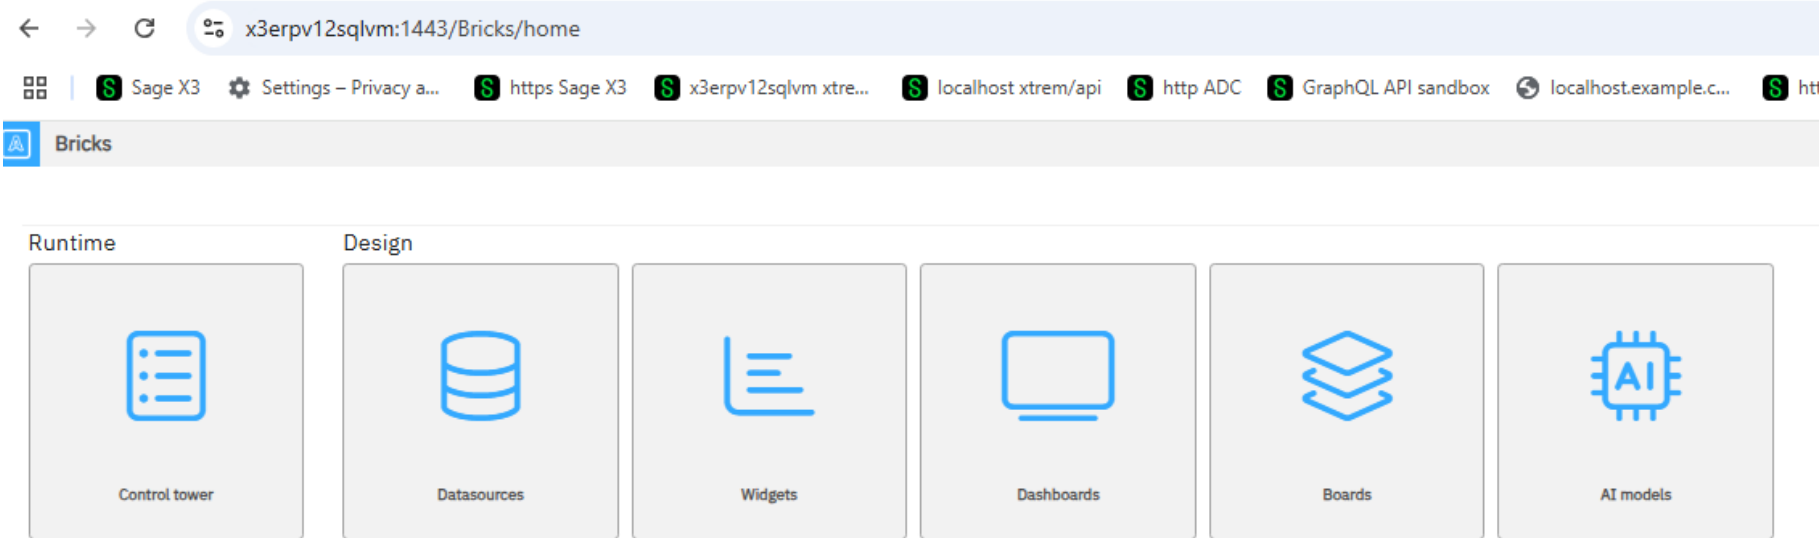 x3erpv12sqlvm:1443/Bricks/home
Sage X3 Settings – Privacy a... https Sage X3 x3erpv12sqlvm xtre... localhost xtrem/api http ADC GraphQL API sandbox localhost.example.c...
Bricks
Runtime Design
AI
Control tower Datasources Widgets Dashboards Boards AI models